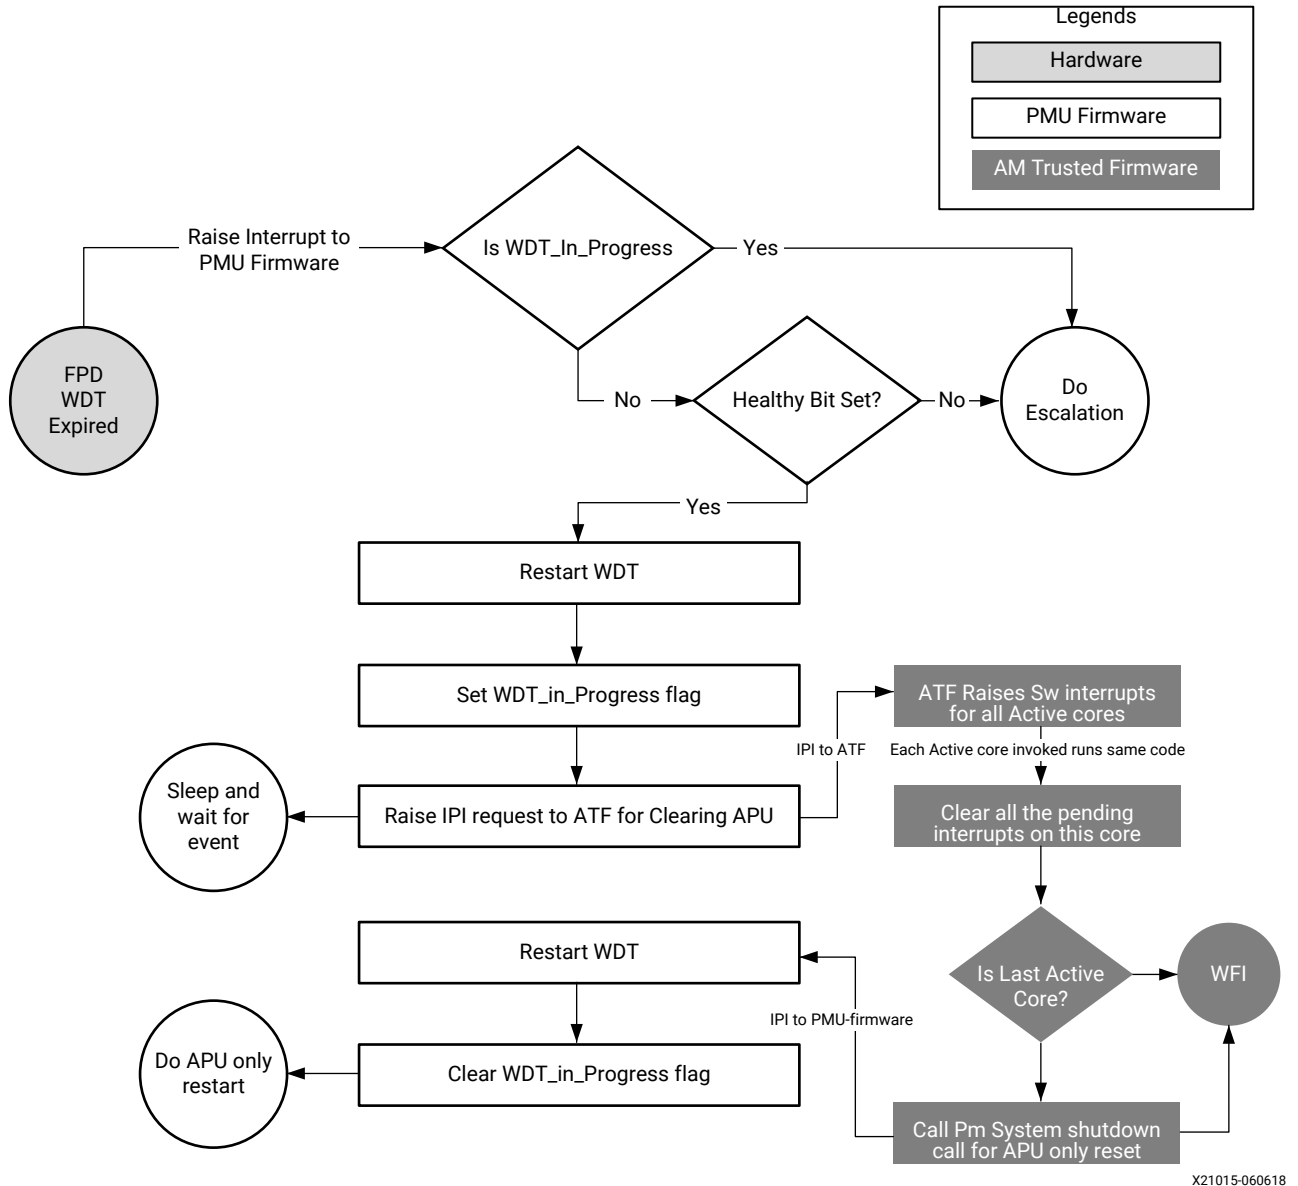 Legends
Hardware
PMU Firmware
AM Trusted Firmware
Raise Interrupt to
PMU Firmware
Is WDT_In_Progress
Yes
FPD
WDT
Expired
No
Healthy Bit Set?
No
Do
Escalation
Yes
Restart WDT
Set WDT_in_Progress flag
ATF Raises Sw interrupts
for all Active cores
IPI to ATF
Each Active core invoked runs same code
Sleep and
wait for
event
Raise IPI request to ATF for Clearing APU
Clear all the pending
interrupts on this core
Restart WDT
Is Last Active
Core?
WFI
IPI to PMU-firmware
Do APU only
restart
Clear WDT_in_Progress flag
Call Pm System shutdown
call for APU only reset
X21015-060618